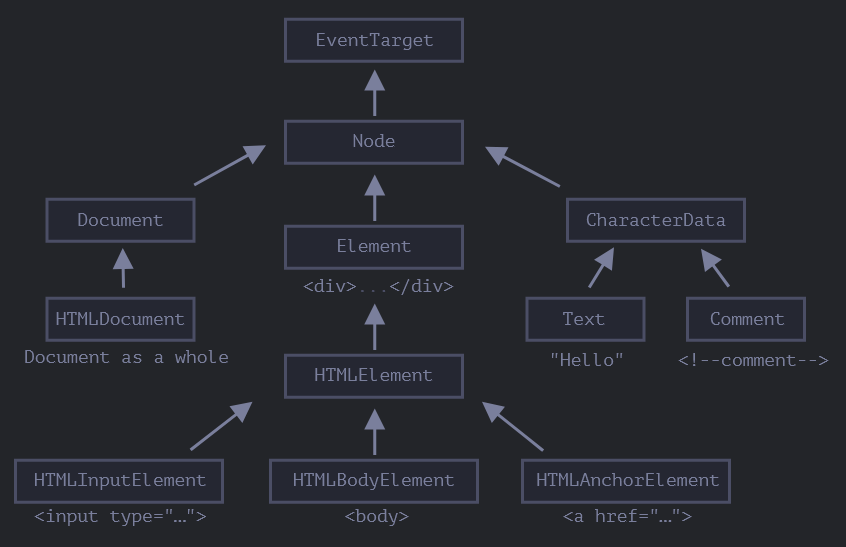 EventTarget
Node
Document
Element
CharacterData
<div>...</div>
HTMLDocument
Text
Comment
Document as a whole
"Hello"
<!--comment-->
HTMLElement
HTMLInputElement
HTMLBodyElement
HTMLAnchorElement
<input type="…">
<body>
<a href="…">